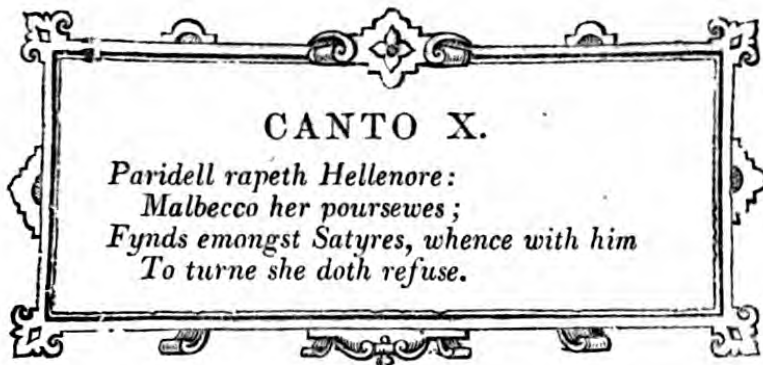 CANTO X.
Paridell rapeth Hellenore:
Malbecco her poursewes;
Fynds emongst Satyres, whence with him
To turne she doth refuse.